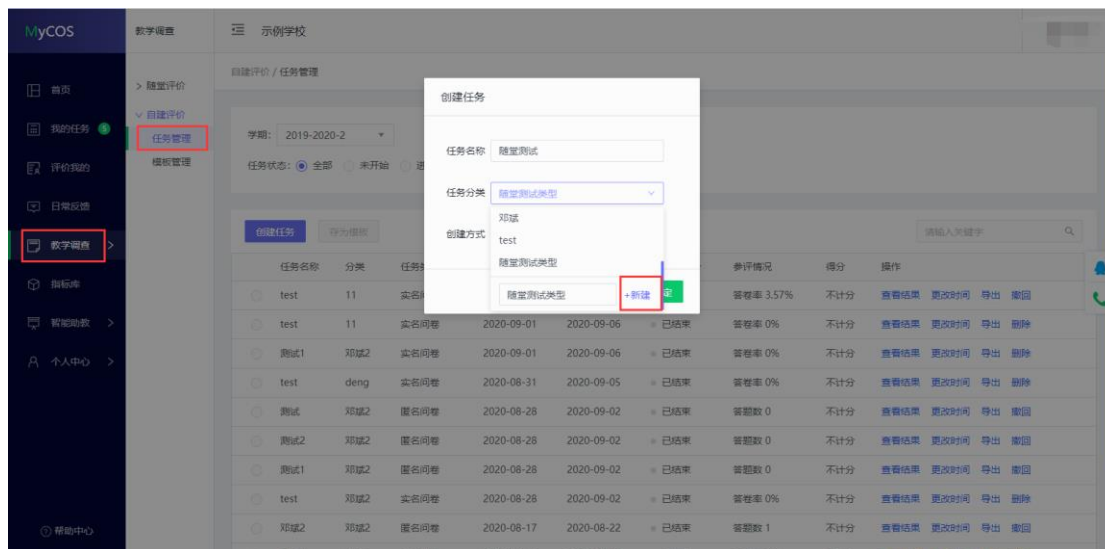 MyCOS
教学调查
示例学校
首页
我的任务 5
评价我的
日常反馈
教学调查
指标库
智能助教
个人中心
帮助中心
随堂评价
自建评价
任务管理
模板管理
自建评价 / 任务管理
学期: 2019-2020-2
任务状态: 全部 未开始 进
创建任务 存为模板 请输入关键字
创建任务
任务名称 随堂测试
任务分类 随堂测试类型
创建方式
邓斌
test
随堂测试类型
随堂测试类型 +新建 定
任务名称 分类 任务 参评情况 得分 操作
test 11 实名 答卷率 3.57% 不计分 查看结果 更改时间 导出 撤回
test 11 实名问卷 2020-09-01 2020-09-06 已结束 答卷率 0% 不计分 查看结果 更改时间 导出 删除
测试1 邓斌2 实名问卷 2020-09-01 2020-09-06 已结束 答卷率 0% 不计分 查看结果 更改时间 导出 删除
test deng 实名问卷 2020-08-31 2020-09-05 已结束 答卷率 0% 不计分 查看结果 更改时间 导出 删除
测试 邓斌2 匿名问卷 2020-08-28 2020-09-02 已结束 答题数 0 不计分 查看结果 更改时间 导出 撤回
测试2 邓斌2 匿名问卷 2020-08-28 2020-09-02 已结束 答题数 0 不计分 查看结果 更改时间 导出 撤回
测试1 邓斌2 匿名问卷 2020-08-28 2020-09-02 已结束 答题数 0 不计分 查看结果 更改时间 导出 撤回
test 邓斌2 实名问卷 2020-08-28 2020-09-02 已结束 答卷率 0% 不计分 查看结果 更改时间 导出 删除
邓斌2 邓斌2 匿名问卷 2020-08-17 2020-08-22 已结束 答题数 1 不计分 查看结果 更改时间 导出 撤回